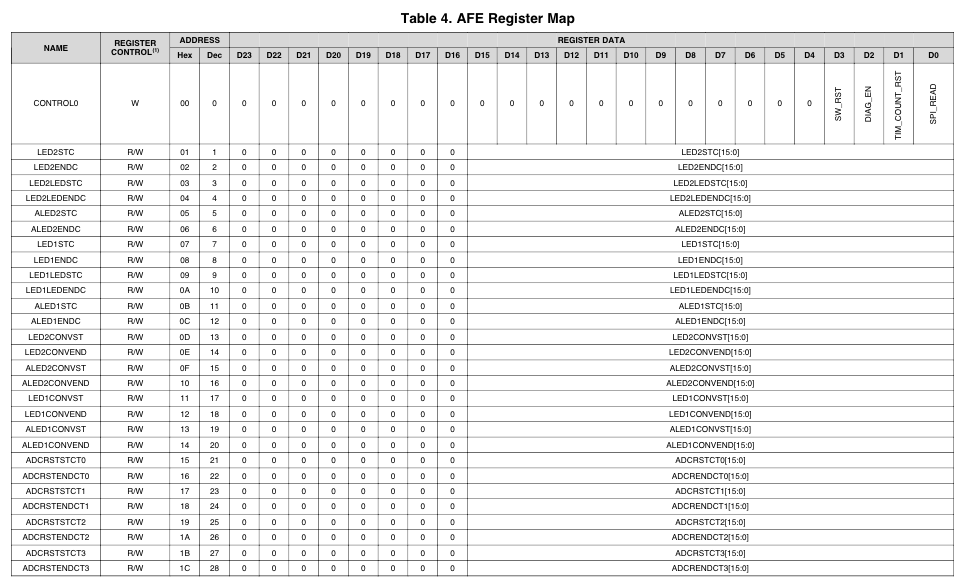 Table 4. AFE Register Map
NAME REGISTER CONTROL(1) ADDRESS REGISTER DATA
Hex Dec D23 D22 D21 D20 D19 D18 D17 D16 D15 D14 D13 D12 D11 D10 D9 D8 D7 D6 D5 D4 D3 D2 D1 D0
CONTROL0 W 00 0 0 0 0 0 0 0 0 0 0 0 0 0 0 0 0 0 0 0 0 0 SW_RST DIAG_EN TIM_COUNT_RST SPI_READ
LED2STC R/W 01 1 0 0 0 0 0 0 0 0 LED2STC[15:0]
LED2ENDC R/W 02 2 0 0 0 0 0 0 0 0 LED2ENDC[15:0]
LED2LEDSTC R/W 03 3 0 0 0 0 0 0 0 0 LED2LEDSTC[15:0]
LED2LEDENDC R/W 04 4 0 0 0 0 0 0 0 0 LED2LEDENDC[15:0]
ALED2STC R/W 05 5 0 0 0 0 0 0 0 0 ALED2STC[15:0]
ALED2ENDC R/W 06 6 0 0 0 0 0 0 0 0 ALED2ENDC[15:0]
LED1STC R/W 07 7 0 0 0 0 0 0 0 0 LED1STC[15:0]
LED1ENDC R/W 08 8 0 0 0 0 0 0 0 0 LED1ENDC[15:0]
LED1LEDSTC R/W 09 9 0 0 0 0 0 0 0 0 LED1LEDSTC[15:0]
LED1LEDENDC R/W 0A 10 0 0 0 0 0 0 0 0 LED1LEDENDC[15:0]
ALED1STC R/W 0B 11 0 0 0 0 0 0 0 0 ALED1STC[15:0]
ALED1ENDC R/W 0C 12 0 0 0 0 0 0 0 0 ALED1ENDC[15:0]
LED2CONVST R/W 0D 13 0 0 0 0 0 0 0 0 LED2CONVST[15:0]
LED2CONVEND R/W 0E 14 0 0 0 0 0 0 0 0 LED2CONVEND[15:0]
ALED2CONVST R/W 0F 15 0 0 0 0 0 0 0 0 ALED2CONVST[15:0]
ALED2CONVEND R/W 10 16 0 0 0 0 0 0 0 0 ALED2CONVEND[15:0]
LED1CONVST R/W 11 17 0 0 0 0 0 0 0 0 LED1CONVST[15:0]
LED1CONVEND R/W 12 18 0 0 0 0 0 0 0 0 LED1CONVEND[15:0]
ALED1CONVST R/W 13 19 0 0 0 0 0 0 0 0 ALED1CONVST[15:0]
ALED1CONVEND R/W 14 20 0 0 0 0 0 0 0 0 ALED1CONVEND[15:0]
ADCRSTSTCT0 R/W 15 21 0 0 0 0 0 0 0 0 ADCRSTCT0[15:0]
ADCRSTENDCT0 R/W 16 22 0 0 0 0 0 0 0 0 ADCRENDCT0[15:0]
ADCRSTSTCT1 R/W 17 23 0 0 0 0 0 0 0 0 ADCRSTCT1[15:0]
ADCRSTENDCT1 R/W 18 24 0 0 0 0 0 0 0 0 ADCRENDCT1[15:0]
ADCRSTSTCT2 R/W 19 25 0 0 0 0 0 0 0 0 ADCRSTCT2[15:0]
ADCRSTENDCT2 R/W 1A 26 0 0 0 0 0 0 0 0 ADCRENDCT2[15:0]
ADCRSTSTCT3 R/W 1B 27 0 0 0 0 0 0 0 0 ADCRSTCT3[15:0]
ADCRSTENDCT3 R/W 1C 28 0 0 0 0 0 0 0 0 ADCRENDCT3[15:0]